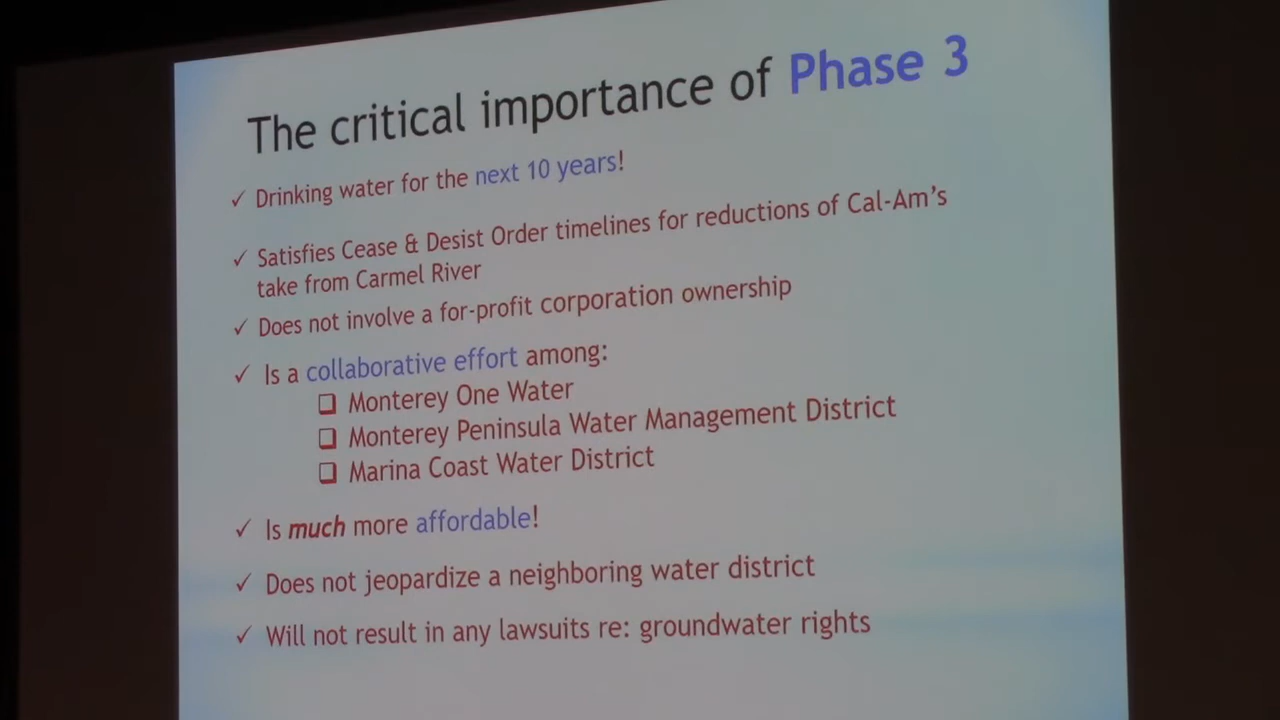 The critical importance of Phase 3
✓ Drinking water for the next 10 years!
✓ Satisfies Cease & Desist Order timelines for reductions of Cal-Am's
take from Carmel River
✓ Does not involve a for-profit corporation ownership
✓ Is a collaborative effort among:
❑ Monterey One Water
❑ Monterey Peninsula Water Management District
❑ Marina Coast Water District
✓ Is much more affordable!
✓ Does not jeopardize a neighboring water district
✓ Will not result in any lawsuits re: groundwater rights